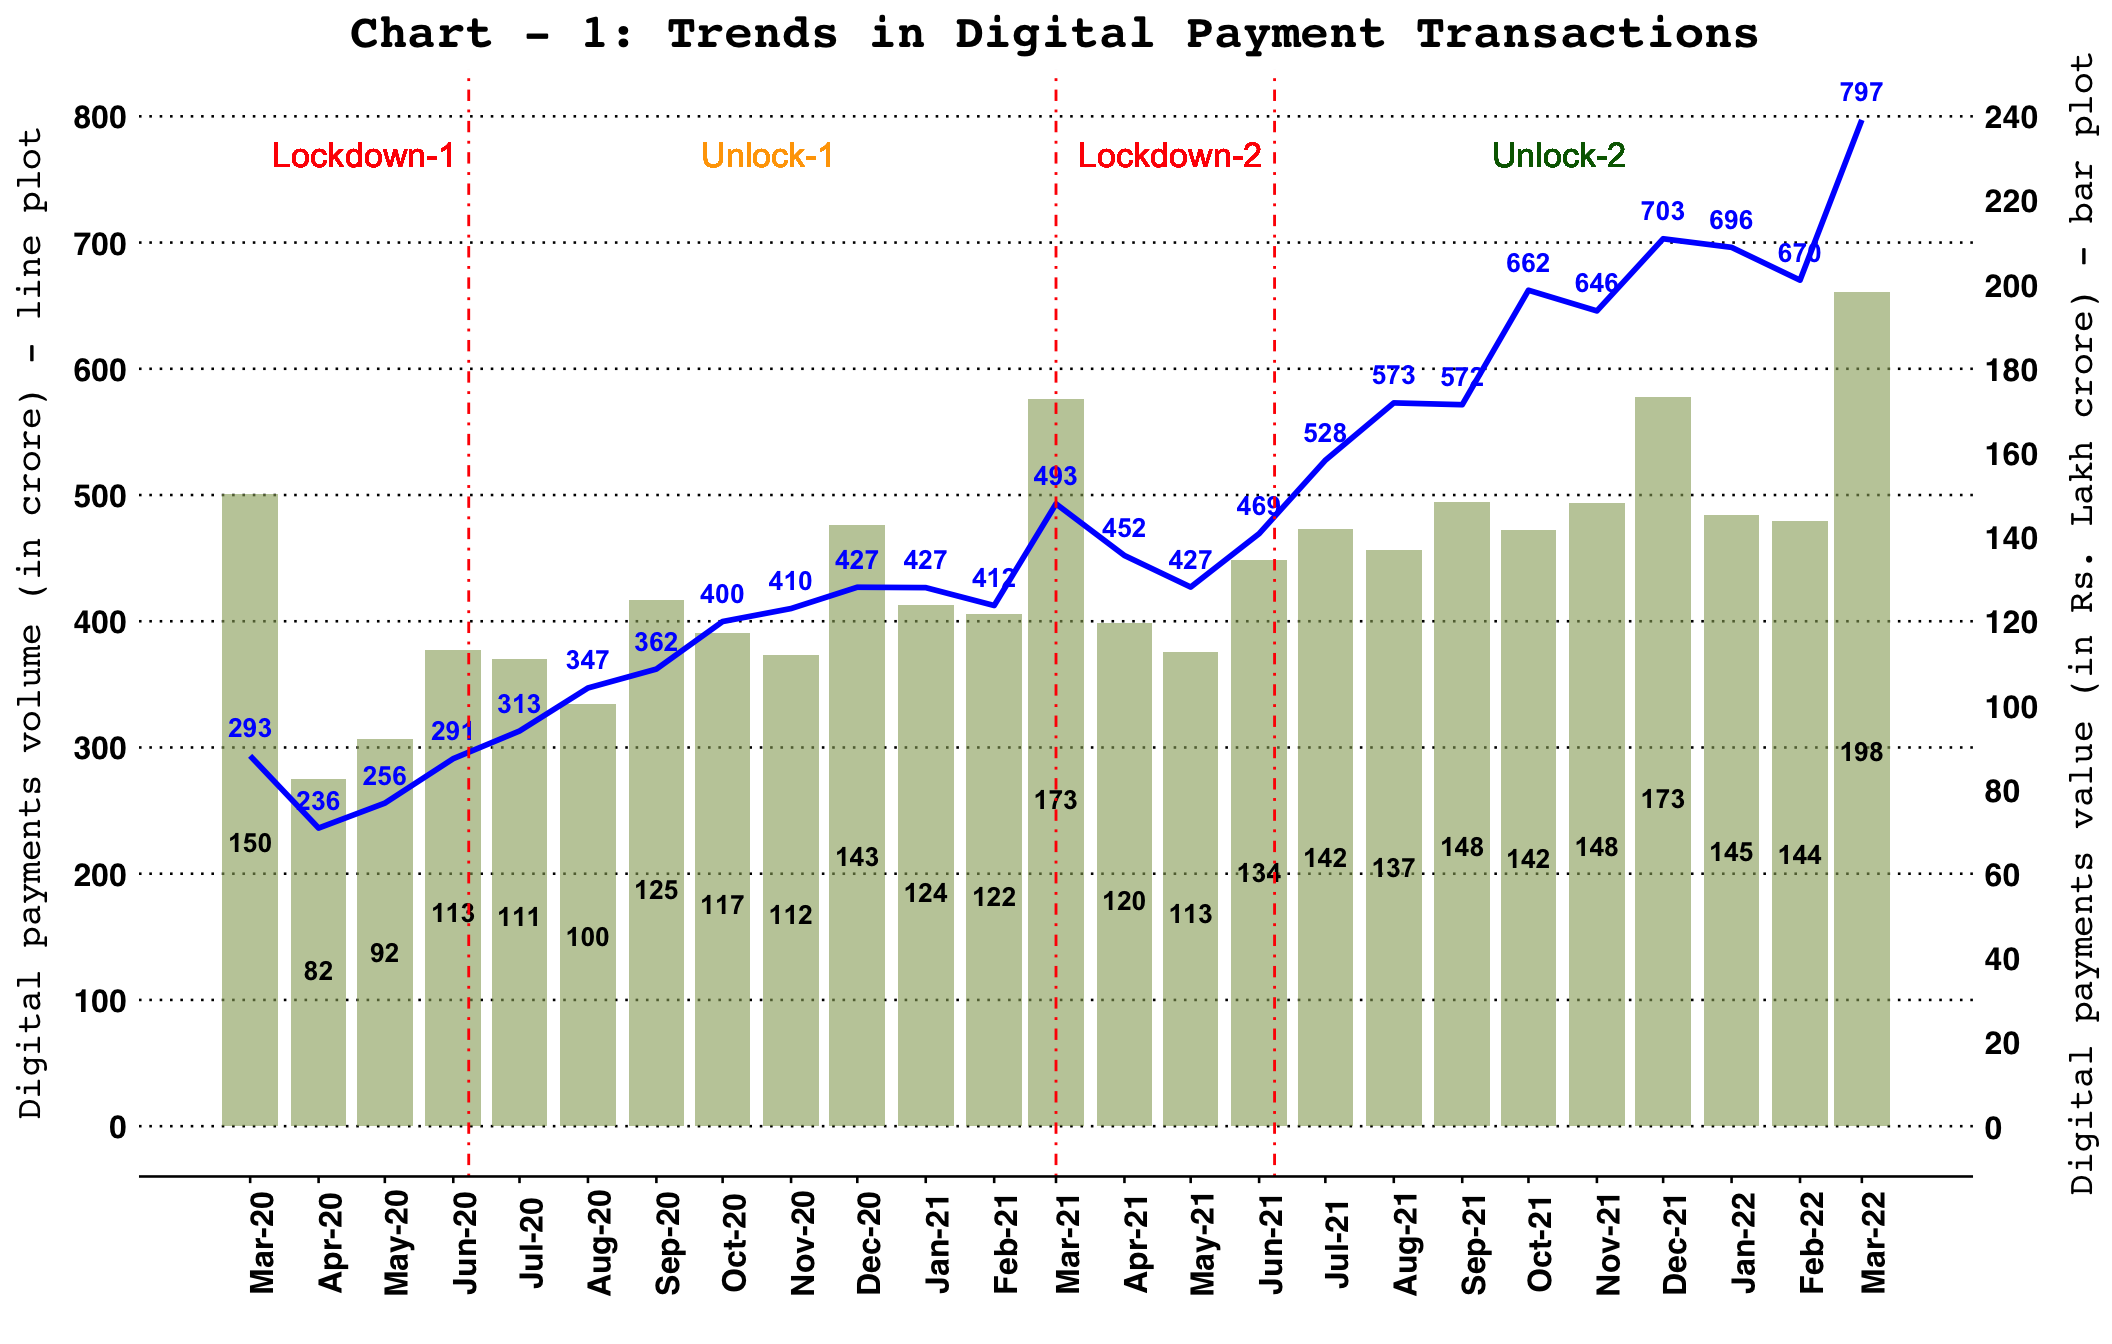 Chart - 1: Trends in Digital Payment Transactions
Digital payments volume (in crore) - line plot
800
700
600
500
400
300
200
100
0
Lockdown-1
Unlock-1
Lockdown-2
Unlock-2
293
236
256
291
313
347
362
400
410
427
427
412
493
452
427
469
528
573
572
662
646
703
696
670
797
150
82
92
113
111
100
125
117
112
143
124
122
173
120
113
134
142
137
148
142
148
173
145
144
198
240
220
200
180
160
140
120
100
80
60
40
20
0
Digital payments value (in Rs. Lakh crore) - bar plot
Mar-20
Apr-20
May-20
Jun-20
Jul-20
Aug-20
Sep-20
Oct-20
Nov-20
Dec-20
Jan-21
Feb-21
Mar-21
Apr-21
May-21
Jun-21
Jul-21
Aug-21
Sep-21
Oct-21
Nov-21
Dec-21
Jan-22
Feb-22
Mar-22